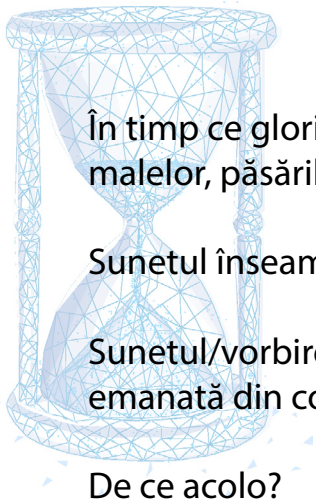 În timp ce glori
malelor, păsăril
Sunetul înseam
Sunetul/vorbire
emanată din co
De ce acolo?